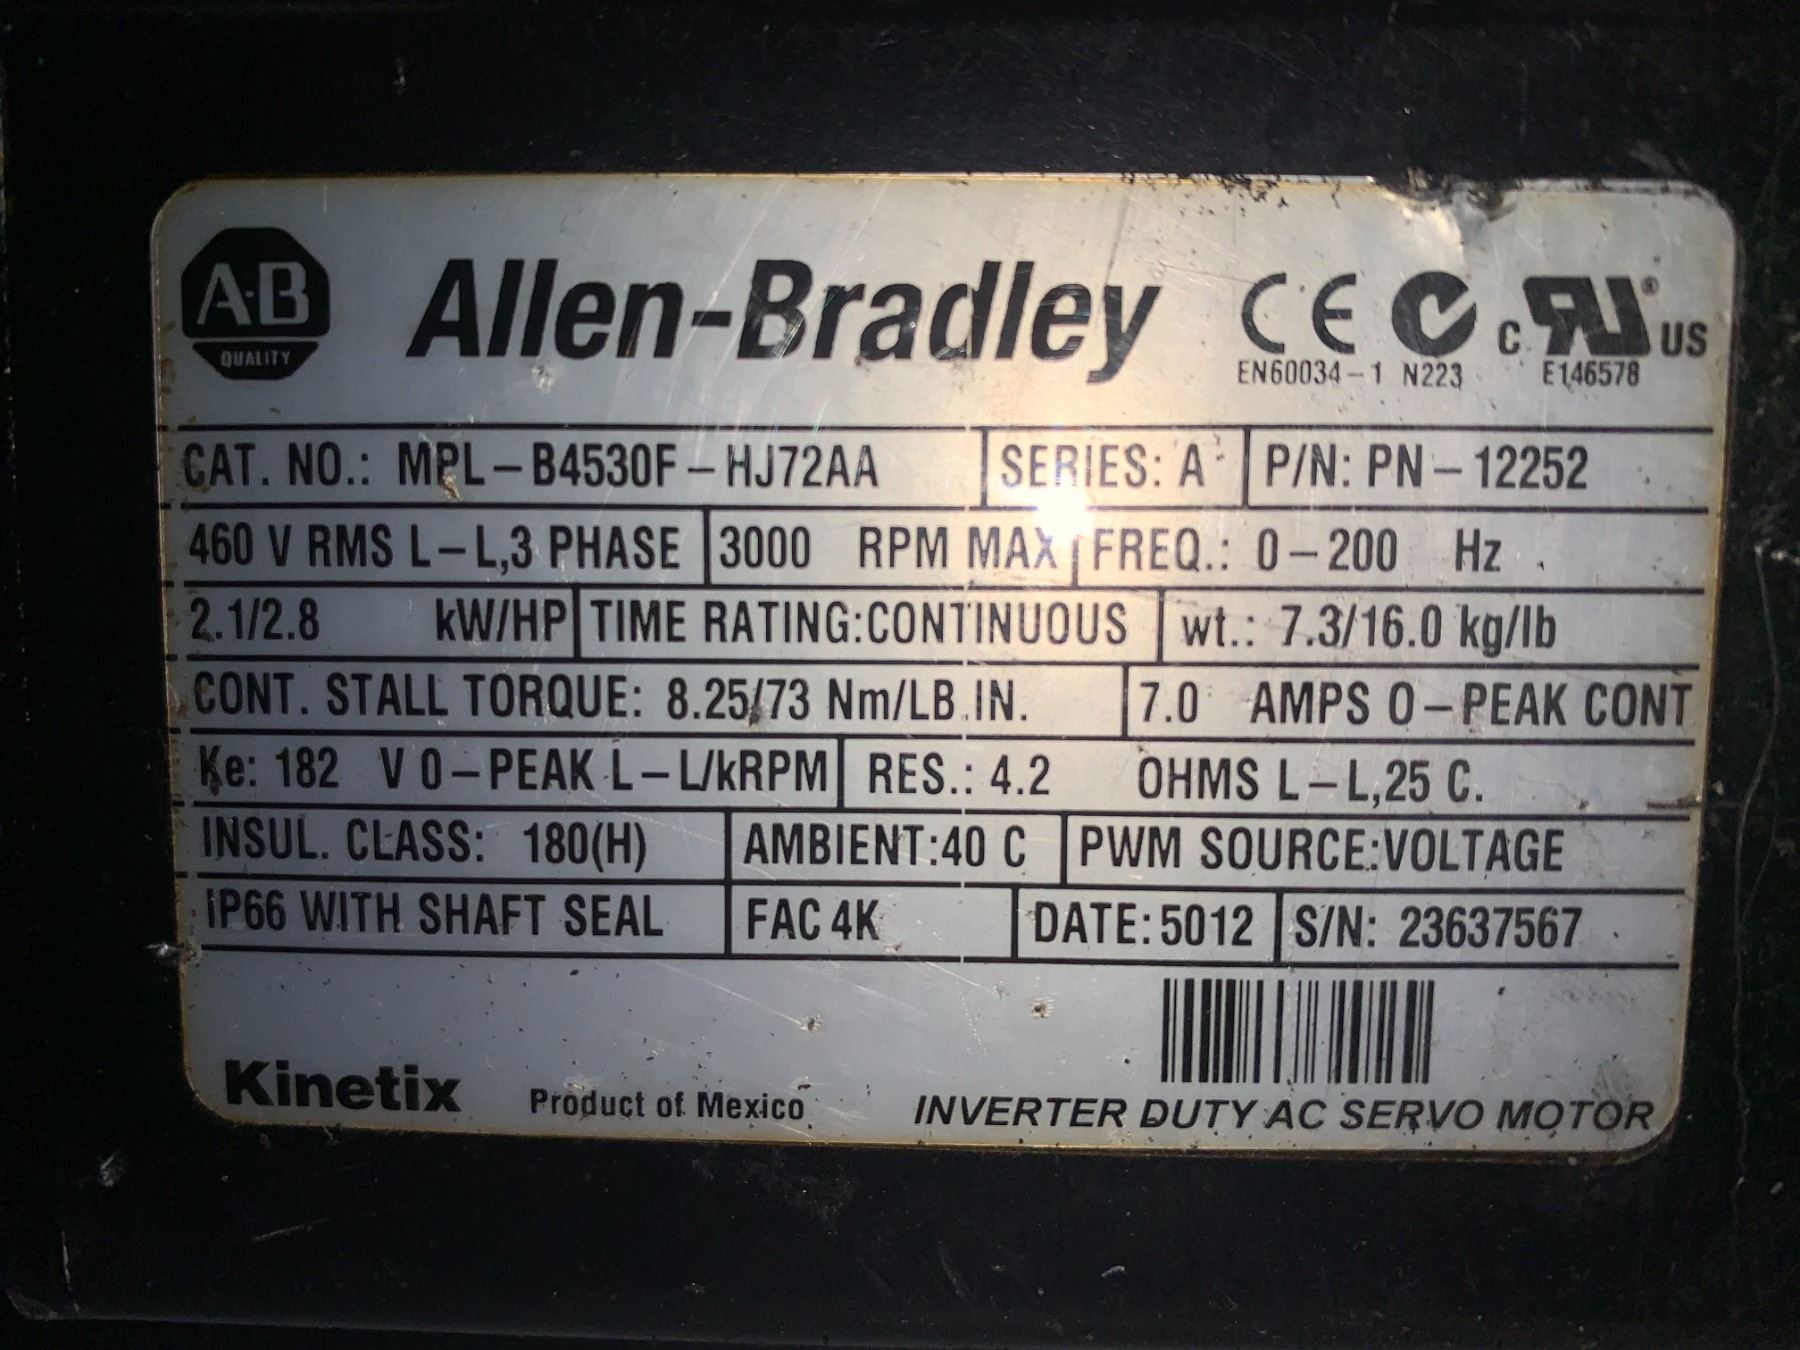 A-B
QUALITY
Allen-Bradley
CE
c RU ® US
EN60034-1 N223 E146578
CAT. NO.: MPL-B4530F-HJ72AA SERIES: A P/N: PN-12252
460 V RMS L-L,3 PHASE 3000 RPM MAX FREQ.: 0-200 Hz
2.1/2.8 kW/HP TIME RATING:CONTINUOUS wt.: 7.3/16.0 kg/lb
CONT. STALL TORQUE: 8.25/73 Nm/LB.IN. 7.0 AMPS O-PEAK CONT
Ke: 182 V 0-PEAK L-L/kRPM RES.: 4.2 OHMS L-L,25 C.
INSUL. CLASS: 180(H) AMBIENT:40 C PWM SOURCE:VOLTAGE
IP66 WITH SHAFT SEAL FAC 4K DATE: 5012 S/N: 23637567
Kinetix Product of Mexico INVERTER DUTY AC SERVO MOTOR